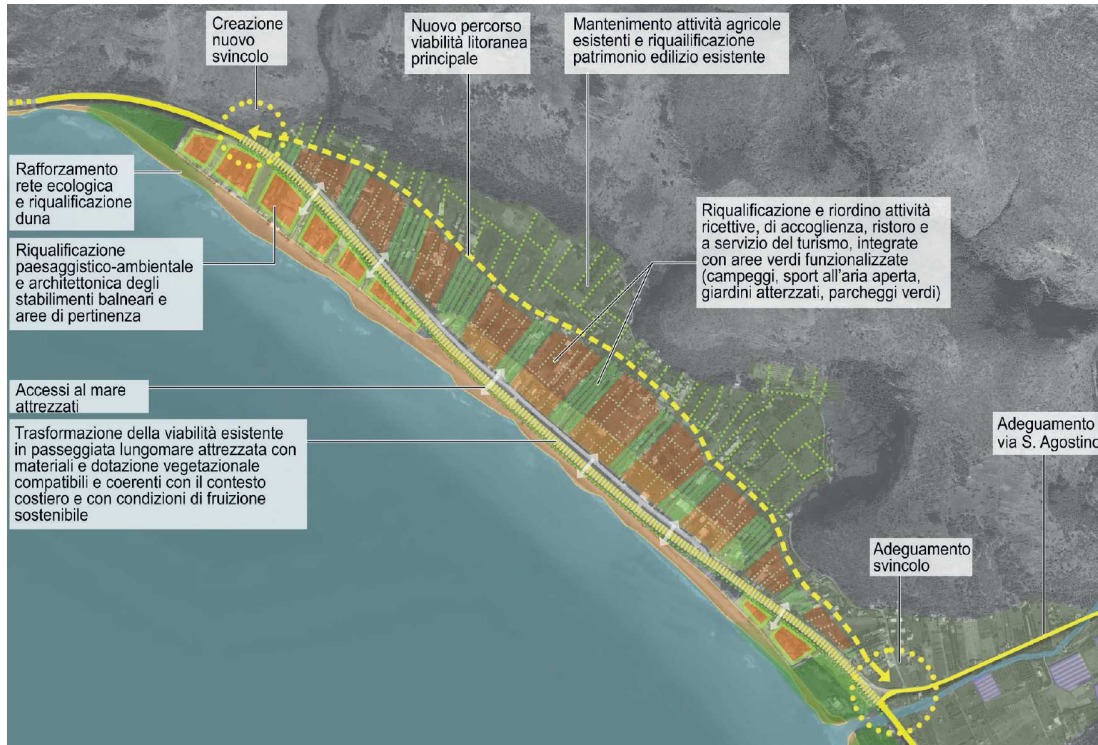 Creazione
nuovo
svincolo
Nuovo percorso
viabilità litoranea
principale
Mantenimento attività agricole
esistenti e riquailificazione
patrimonio edilizio esistente
Rafforzamento
rete ecologica
e riqualificazione
duna
Riqualificazione
paesaggistico-ambientale
e architettonica degli
stabilimenti balneari e
aree di pertinenza
Riqualificazione e riordino attività
ricettive, di accoglienza, ristoro e
a servizio del turismo, integrate
con aree verdi funzionalizzate
(campeggi, sport all'aria aperta,
giardini atterzzati, parcheggi verdi)
Accessi al mare
attrezzati
Trasformazione della viabilità esistente
in passeggiata lungomare attrezzata con
materiali e dotazione vegetazionale
compatibili e coerenti con il contesto
costiero e con condizioni di fruizione
sostenibile
Adeguamento
via S. Agostino
Adeguamento
svincolo